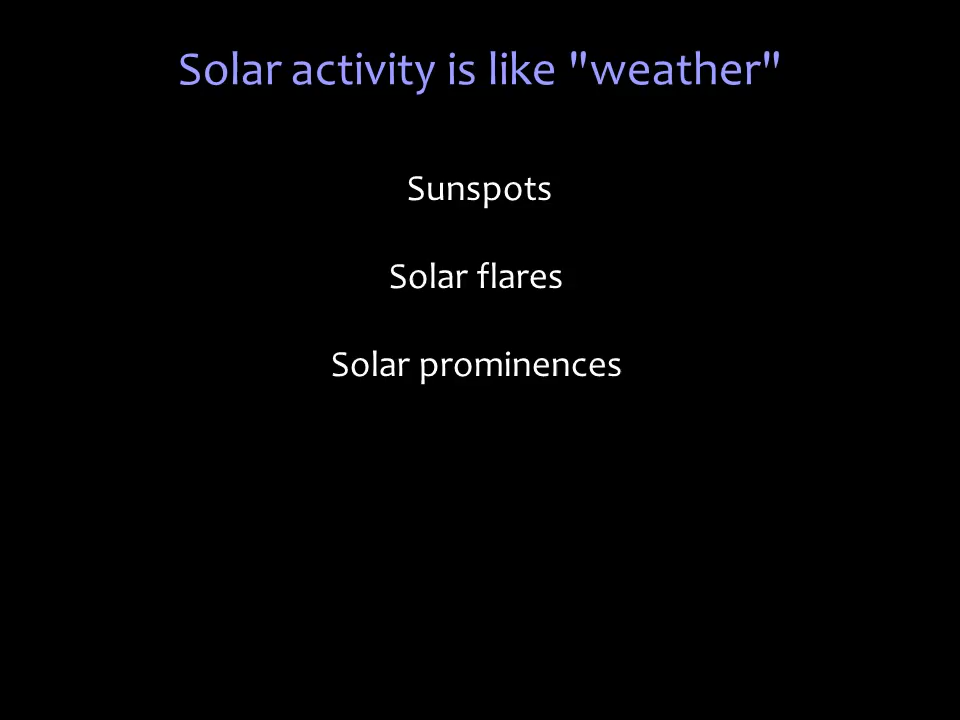 Solar activity is like "weather"
Sunspots
Solar flares
Solar prominences